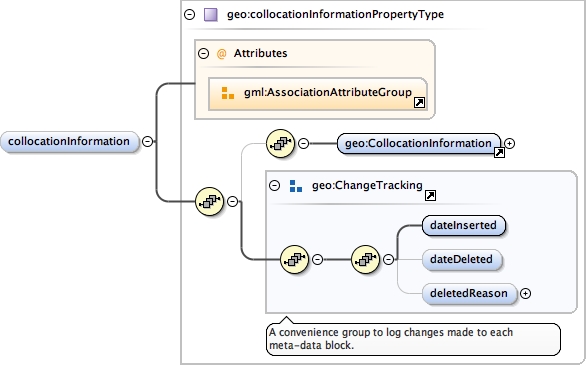 geo:collocationInformationPropertyType
@ Attributes
gml:AssociationAttributeGroup
collocationInformation
geo:CollocationInformation
geo:ChangeTracking
dateInserted
dateDeleted
deletedReason
A convenience group to log changes made to each
meta-data block.